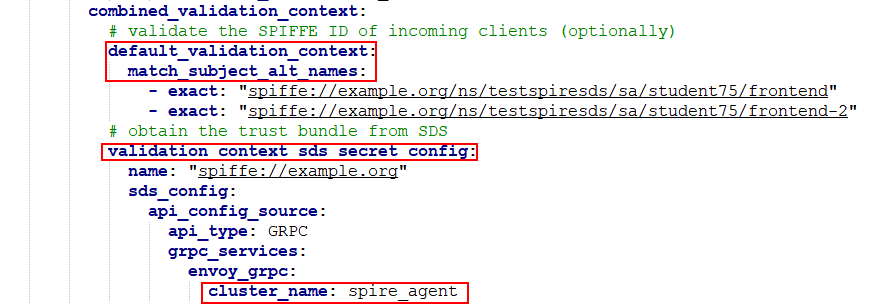 combined_validation_context:
# validate the SPIFFE ID of incoming clients (optionally)
default_validation_context:
match_subject_alt_names:
- exact: "spiffe://example.org/ns/testspiresds/sa/student75/frontend"
- exact: "spiffe://example.org/ns/testspiresds/sa/student75/frontend-2"
# obtain the trust bundle from SDS
validation_context_sds_secret_config:
name: "spiffe://example.org"
sds_config:
api_config_source:
api_type: GRPC
grpc_services:
envoy_grpc:
cluster_name: spire_agent